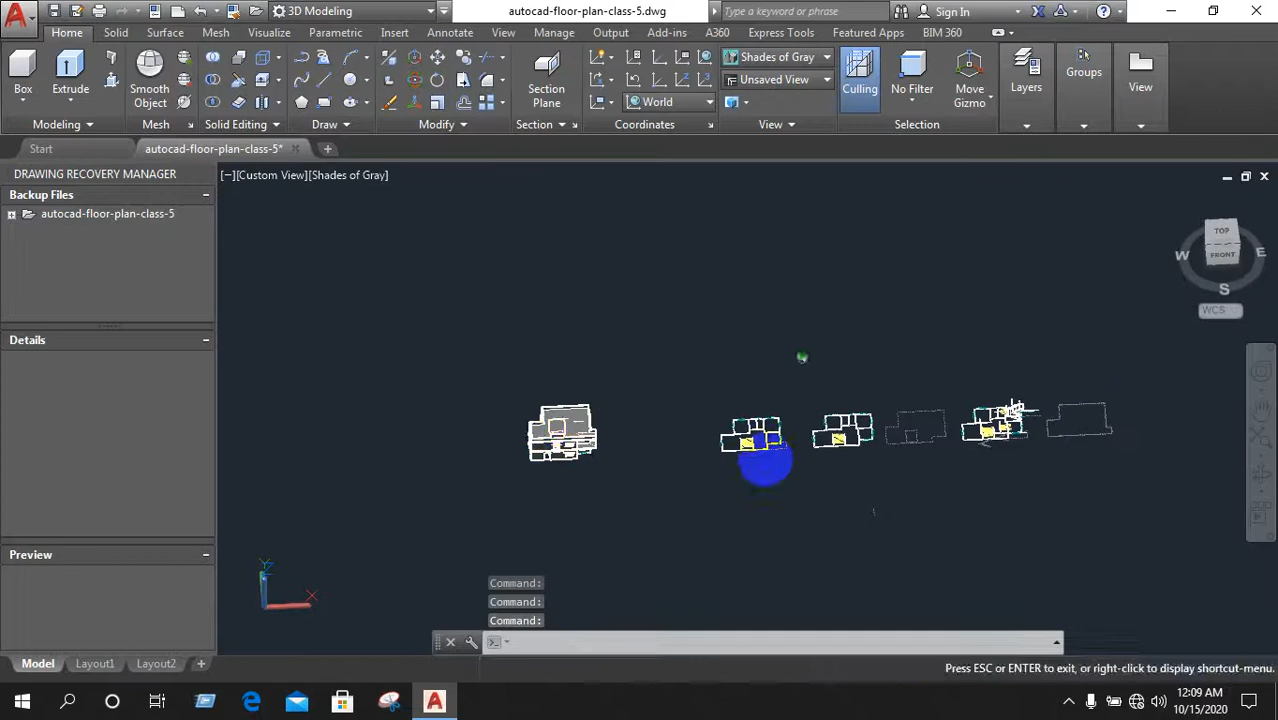 3D Modeling
autocad-floor-plan-class-5.dwg
Type a keyword or phrase
Sign In
Home Solid Surface Mesh Visualize Parametric Insert Annotate View Manage Output Add-ins A360 Express Tools Featured Apps BIM 360
Box
Extrude
Smooth Object
Section Plane
World
Shades of Gray
Unsaved View
Culling
No Filter
Move Gizmo
Layers
Groups
View
Modeling Mesh Solid Editing Draw Modify Section Coordinates View Selection
Start
autocad-floor-plan-class-5*
DRAWING RECOVERY MANAGER
Backup Files
autocad-floor-plan-class-5
Details
Preview
[−][Custom View][Shades of Gray]
TOP
FRONT
W
E
S
WCS
Y
X
Command:
Command:
Command:
Model Layout1 Layout2
Press ESC or ENTER to exit, or right-click to display shortcut-menu.
12:09 AM
10/15/2020